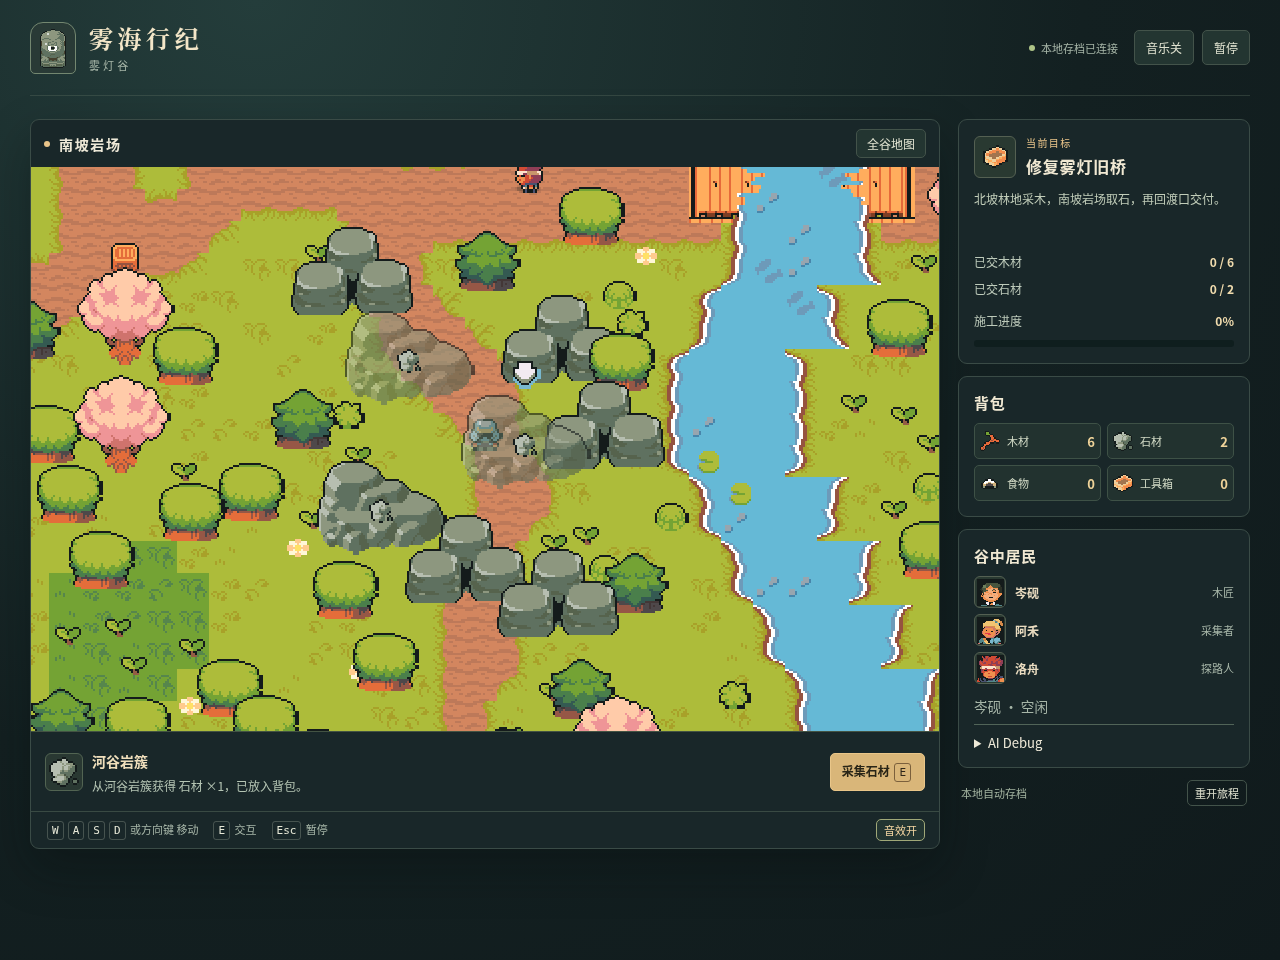 雾海行纪
雾灯谷
本地存档已连接
音乐关
暂停
南坡岩场
全谷地图
河谷岩簇
从河谷岩簇获得 石材 ×1，已放入背包。
采集石材 E
W A S D 或方向键 移动 E 交互 Esc 暂停
音效开
当前目标
修复雾灯旧桥
北坡林地采木，南坡岩场取石，再回渡口交付。
已交木材 0 / 6
已交石材 0 / 2
施工进度 0%
背包
木材 6
石材 2
食物 0
工具箱 0
谷中居民
岑砚 木匠
阿禾 采集者
洛舟 探路人
岑砚 · 空闲
AI Debug
本地自动存档
重开旅程